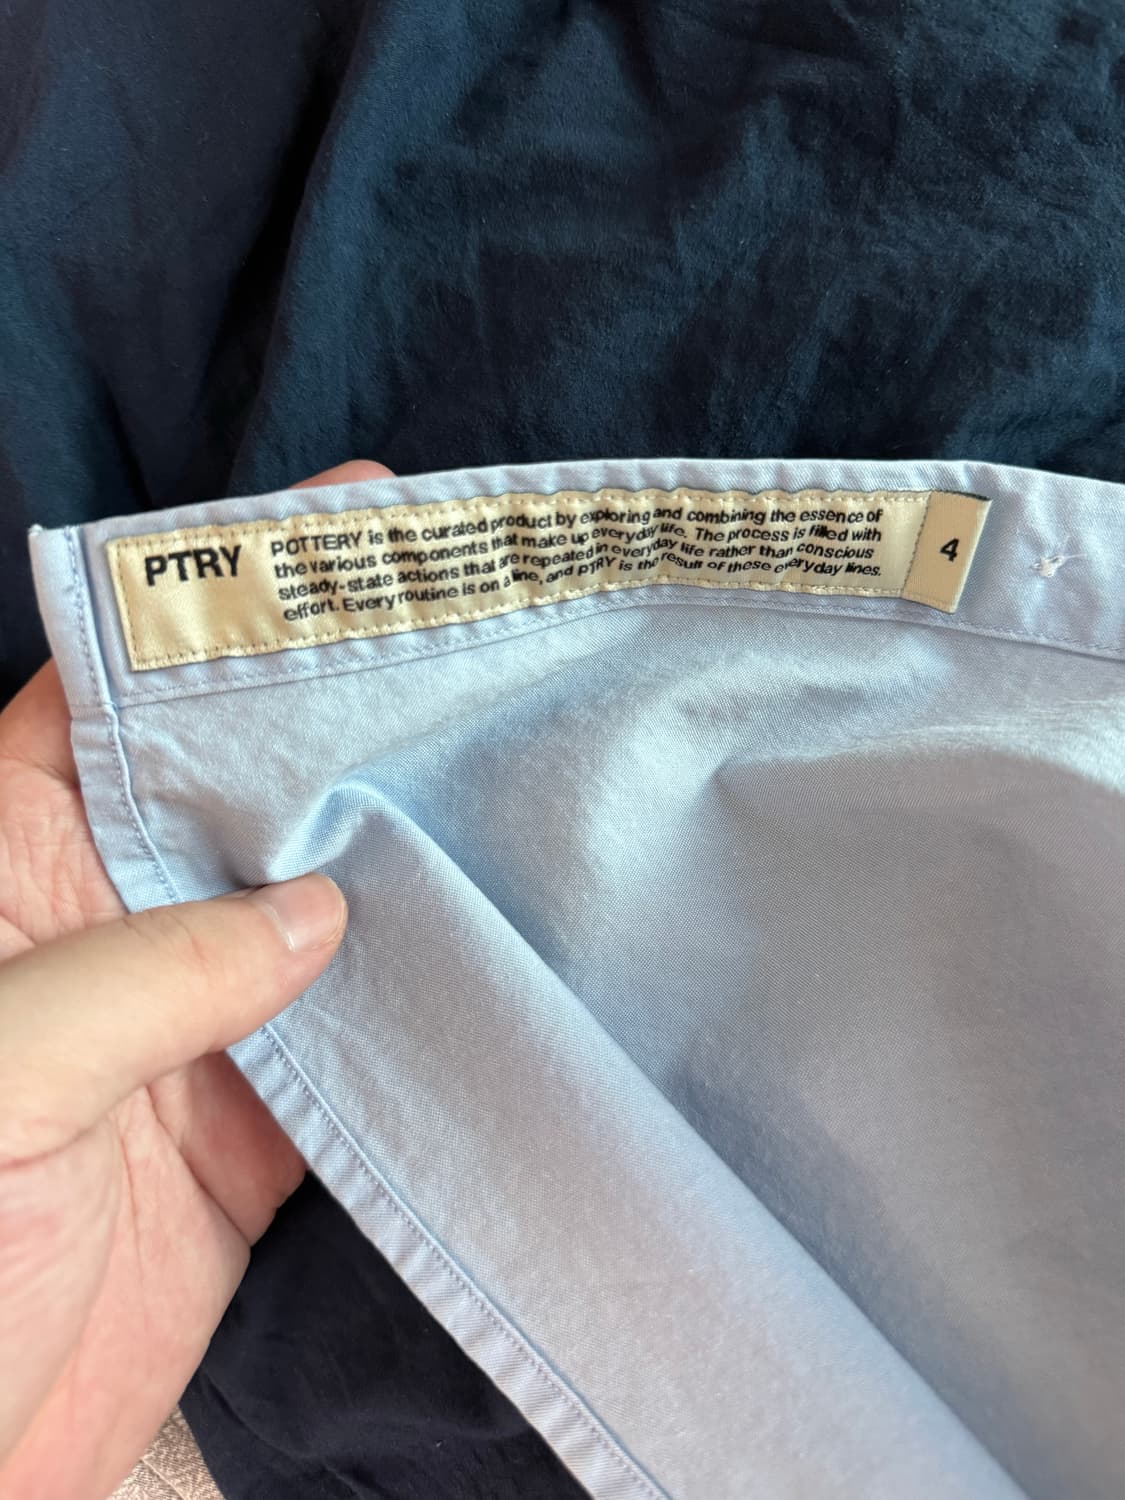 PTRY
POTTERY is the curated product by exploring and combining the essence of
the various components that make up everyday life. The process is filled with
steady-state actions that are repeated in everyday life rather than conscious
effort. Every routine is on a line, and pTRY is the result of these everyday lines.
4